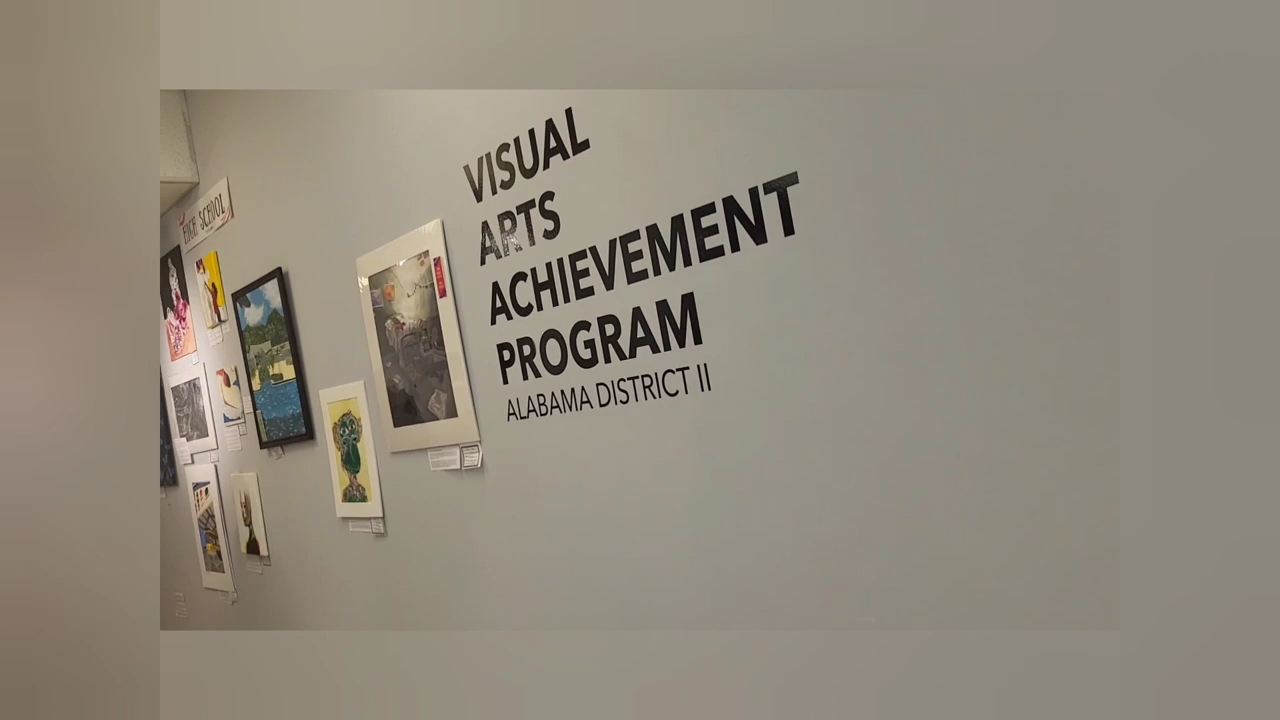 HIGH SCHOOL
VISUAL
ARTS
ACHIEVEMENT
PROGRAM
ALABAMA DISTRICT II